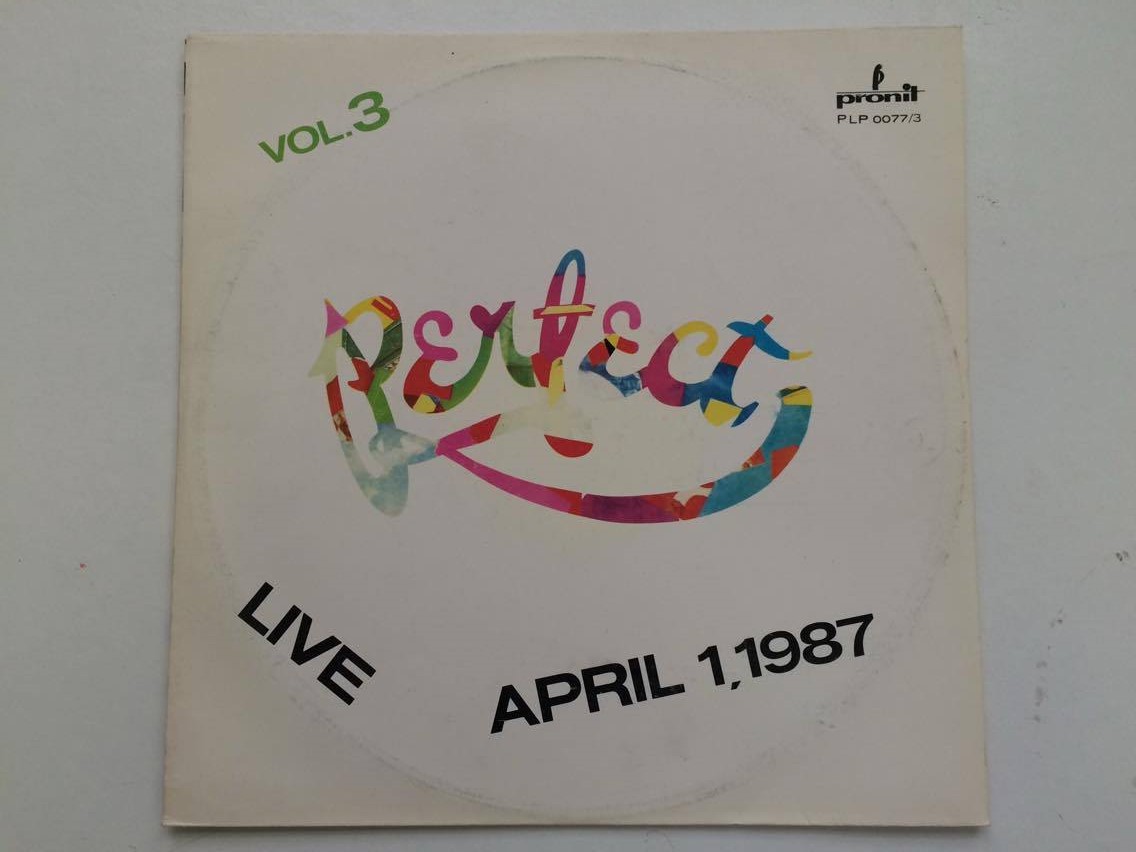 VOL.3
pronit
PLP 0077/3
Perfect
LIVE
APRIL 1, 1987